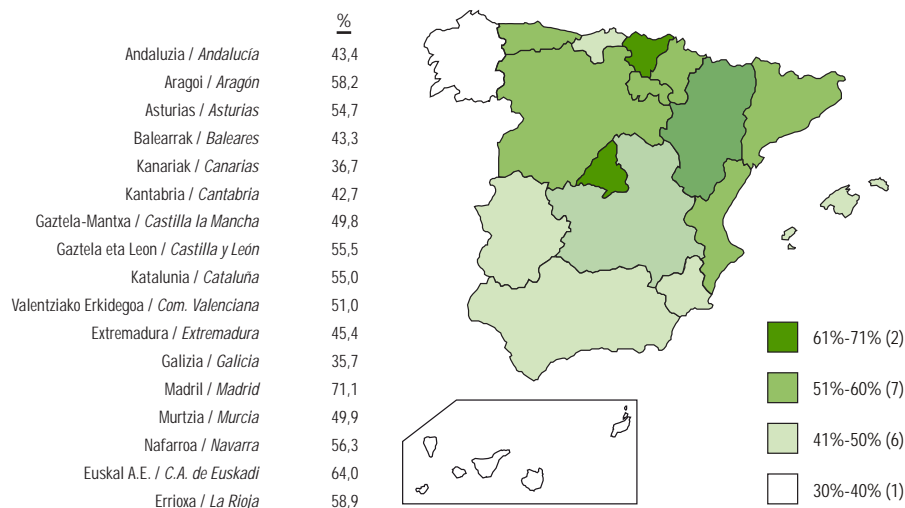 %
Andaluzia / Andalucía 43,4
Aragoi / Aragón 58,2
Asturias / Asturias 54,7
Balearrak / Baleares 43,3
Kanariak / Canarias 36,7
Kantabria / Cantabria 42,7
Gaztela-Mantxa / Castilla la Mancha 49,8
Gaztela eta Leon / Castilla y León 55,5
Katalunia / Cataluña 55,0
Valentziako Erkidegoa / Com. Valenciana 51,0
Extremadura / Extremadura 45,4
Galizia / Galicia 35,7
Madril / Madrid 71,1
Murtzia / Murcia 49,9
Nafarroa / Navarra 56,3
Euskal A.E. / C.A. de Euskadi 64,0
Errioxa / La Rioja 58,9
61%-71% (2)
51%-60% (7)
41%-50% (6)
30%-40% (1)